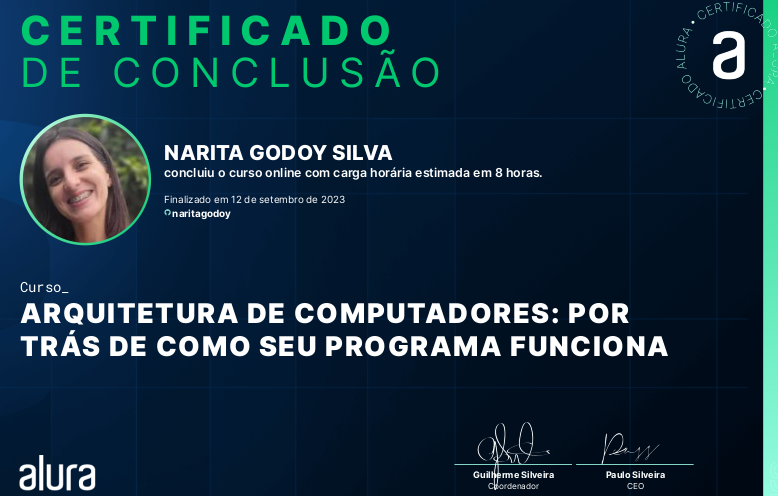 CERTIFICADO
DE CONCLUSÃO
CERTIFICADO ALURA • CERTIFICADO ALURA •
a
NARITA GODOY SILVA
concluiu o curso online com carga horária estimada em 8 horas.
Finalizado em 12 de setembro de 2023
naritagodoy
Curso_
ARQUITETURA DE COMPUTADORES: POR
TRÁS DE COMO SEU PROGRAMA FUNCIONA
alura
Guilherme Silveira
Coordenador
Paulo Silveira
CEO